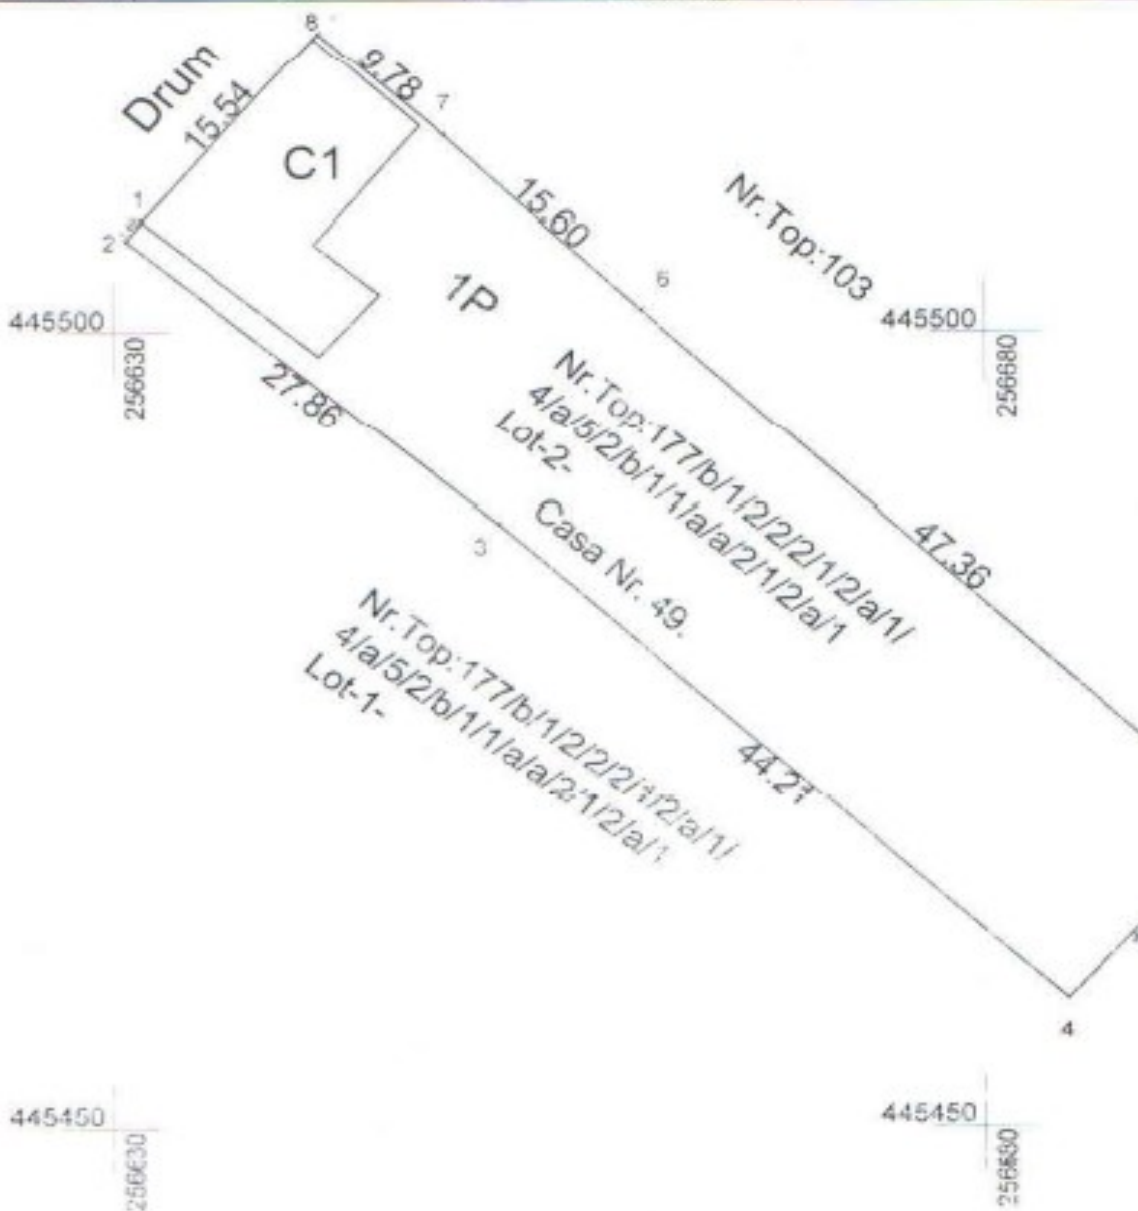 8
Drum
9.78
7
15.54
C1
1
2
15.60
Nr.Top:103
6
1P
445500
256630
445500
256680
27.86
Nr.Top:177/b/1/2/2/2/1/2/a/1/
4/a/5/2/b/1/1/a/a/2/1/2/a/1
Lot-2-
47.36
Casa Nr. 49.
3
Nr.Top:177/b/1/2/2/2/1/2/a/1/
4/a/5/2/b/1/1/a/a/2/1/2/a/1
Lot-1-
44.21
4
445450
256630
445450
256680